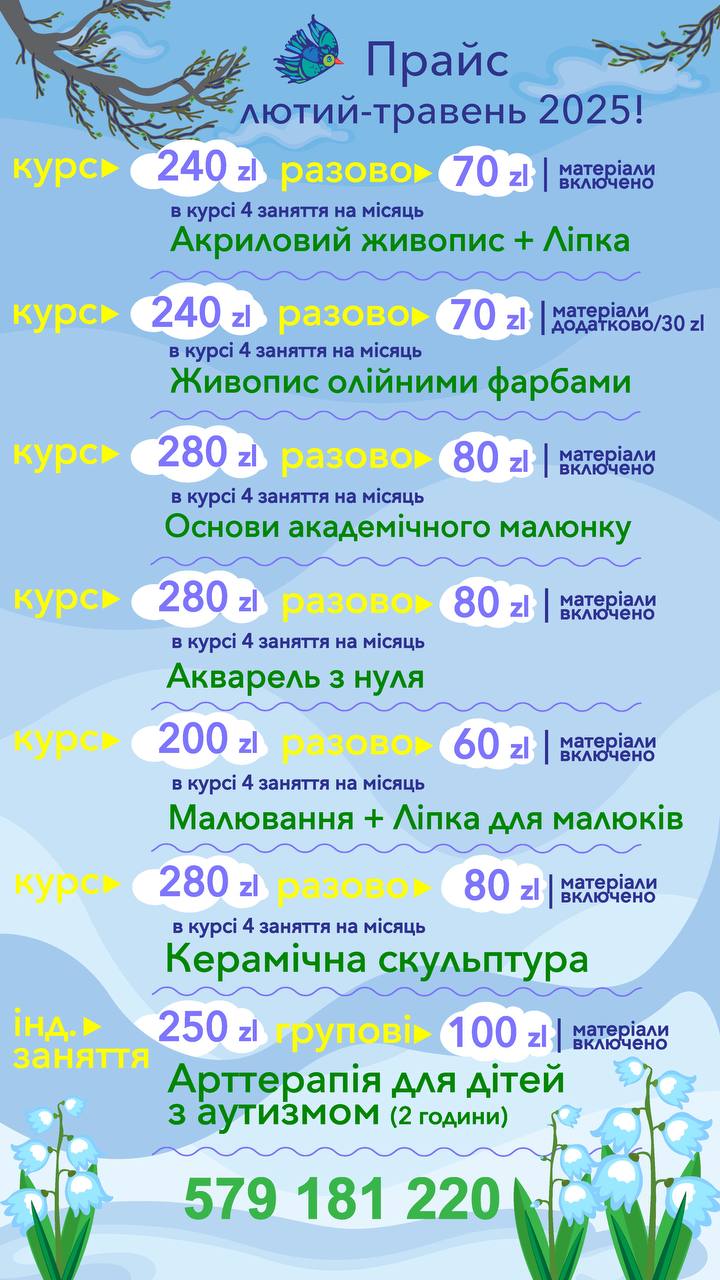 Прайс
лютий-травень 2025!
курс▸ 240 zl разово▸ 70 zl | матеріали
включено
в курсі 4 заняття на місяць
Акриловий живопис + Ліпка
курс▸ 240 zl разово▸ 70 zl | матеріали
додатково/30 zl
в курсі 4 заняття на місяць
Живопис олійними фарбами
курс▸ 280 zl разово▸ 80 zl | матеріали
включено
в курсі 4 заняття на місяць
Основи академічного малюнку
курс▸ 280 zl разово▸ 80 zl | матеріали
включено
в курсі 4 заняття на місяць
Акварель з нуля
курс▸ 200 zl разово▸ 60 zl | матеріали
включено
в курсі 4 заняття на місяць
Малювання + Ліпка для малюків
курс▸ 280 zl разово▸ 80 zl | матеріали
включено
в курсі 4 заняття на місяць
Керамічна скульптура
інд.▸ 250 zl групові▸ 100 zl | матеріали
заняття включено
Арттерапія для дітей
з аутизмом (2 години)
579 181 220